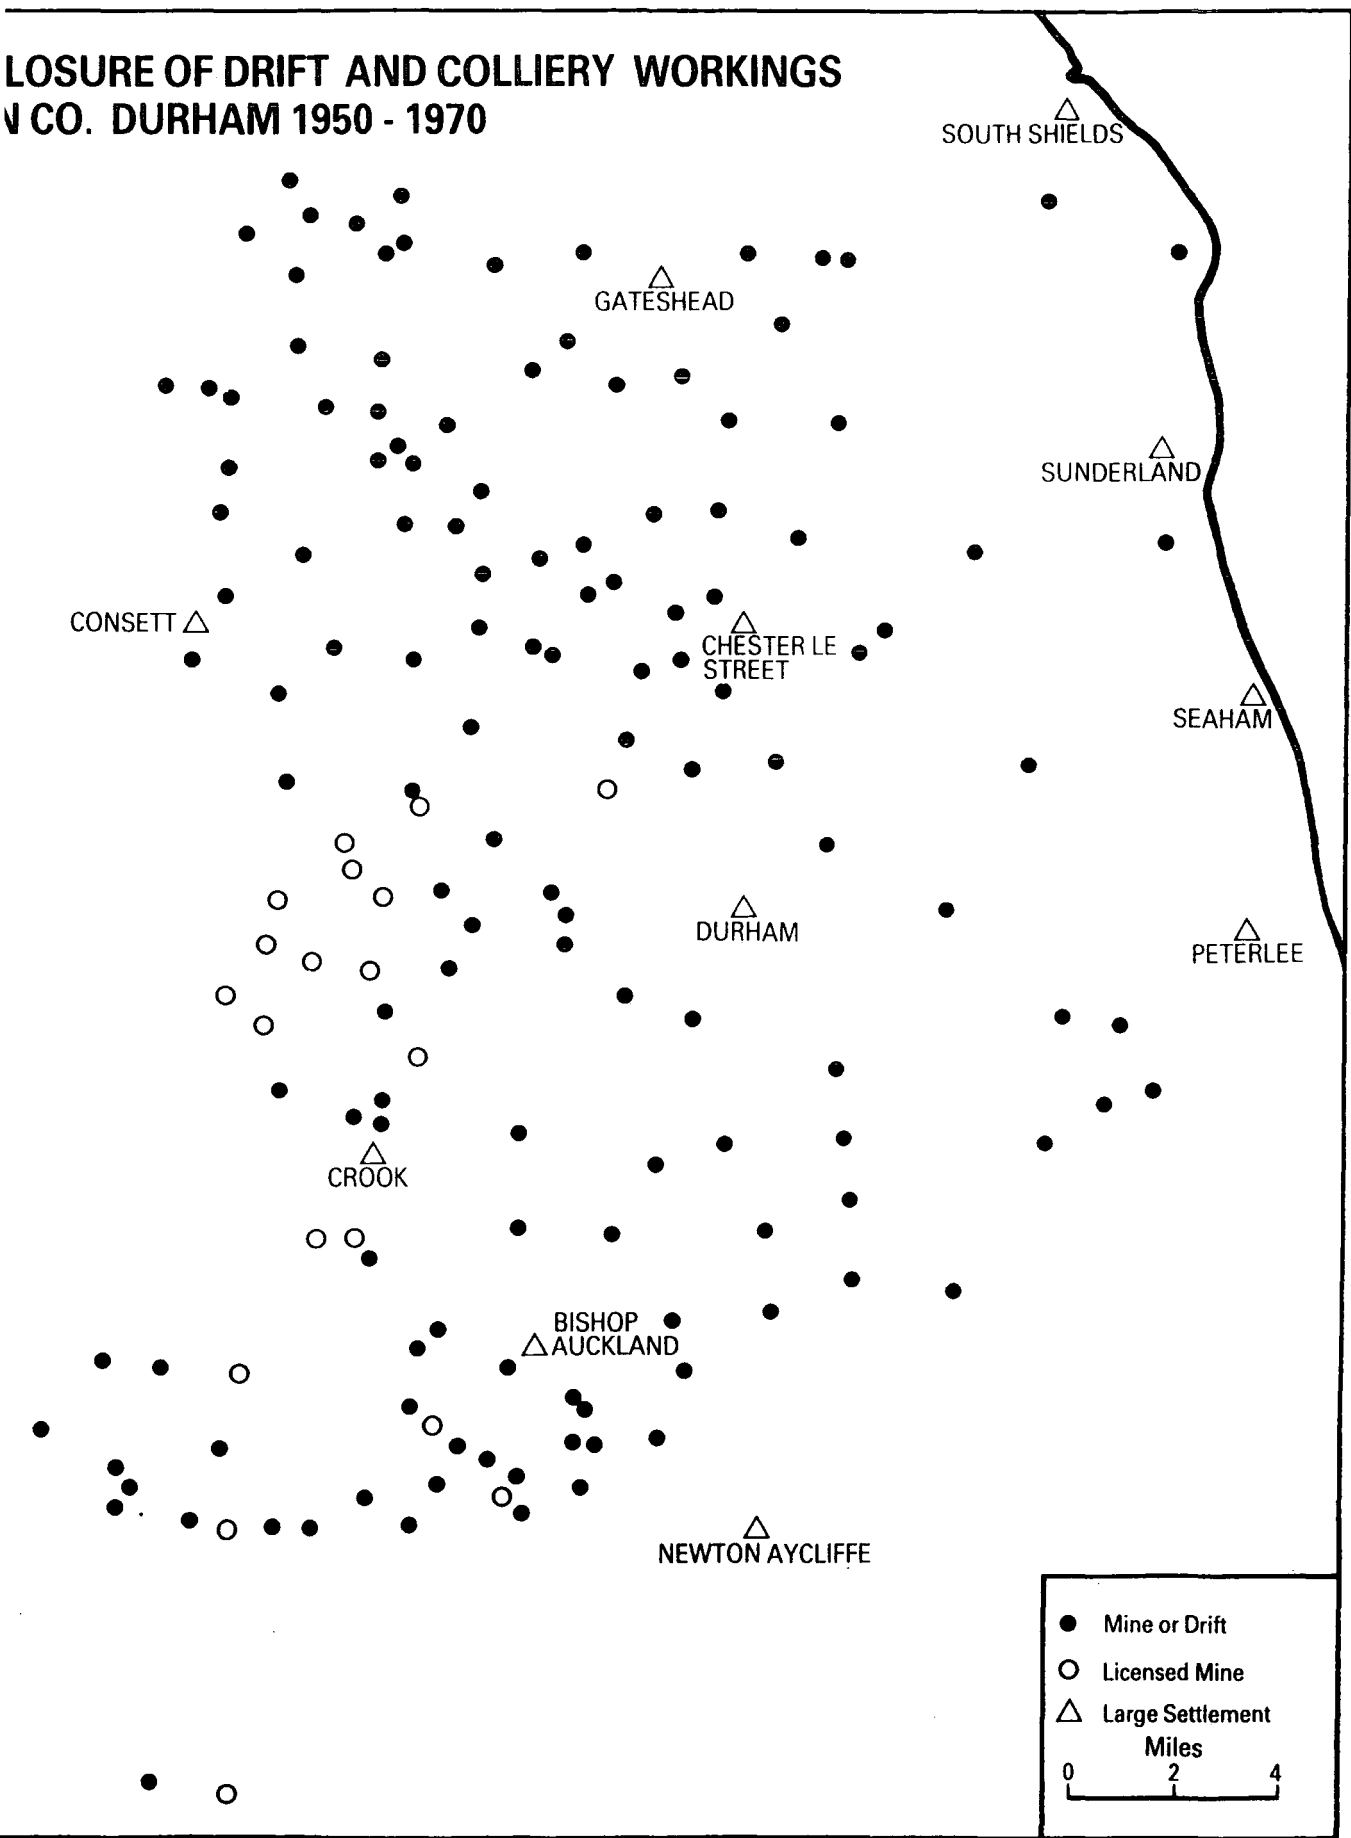 LOSURE OF DRIFT AND COLLIERY WORKINGS
N CO. DURHAM 1950 - 1970
SOUTH SHIELDS
GATESHEAD
SUNDERLAND
CONSETT
CHESTER LE
STREET
SEAHAM
DURHAM
PETERLEE
CROOK
BISHOP
AUCKLAND
NEWTON AYCLIFFE
Mine or Drift
Licensed Mine
Large Settlement
Miles
0 2 4